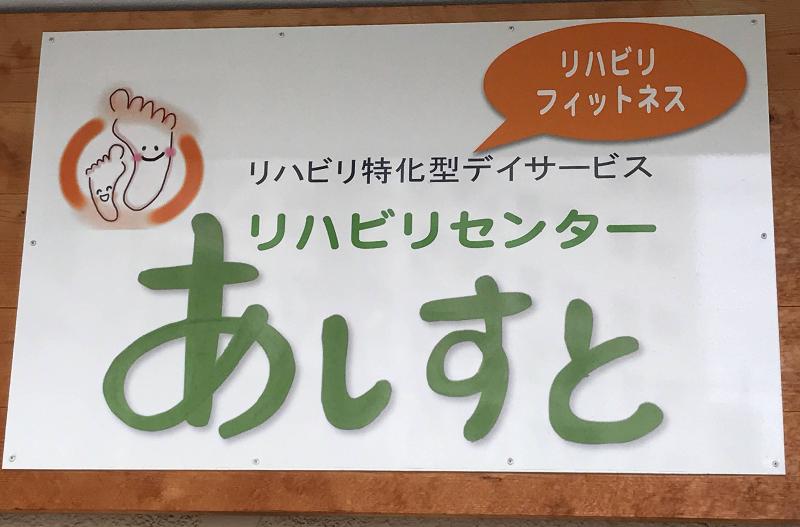 リハビリ
フィットネス
リハビリ特化型デイサービス
リハビリセンター
あしすと